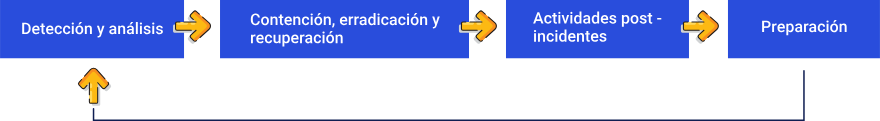 Detección y análisis
Contención, erradicación y
recuperación
Actividades post -
incidentes
Preparación